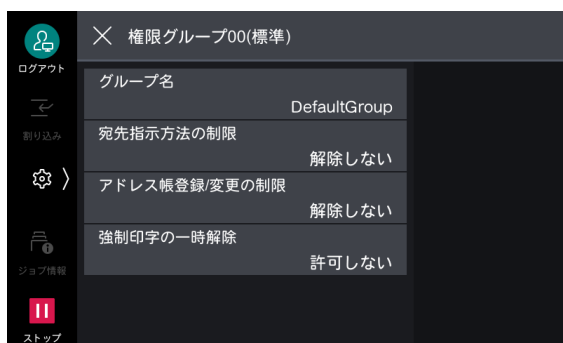 権限グループ00(標準)
ログアウト
グループ名
DefaultGroup
割り込み
宛先指示方法の制限
解除しない
アドレス帳登録/変更の制限
解除しない
強制印字の一時解除
許可しない
ジョブ情報
ストップ